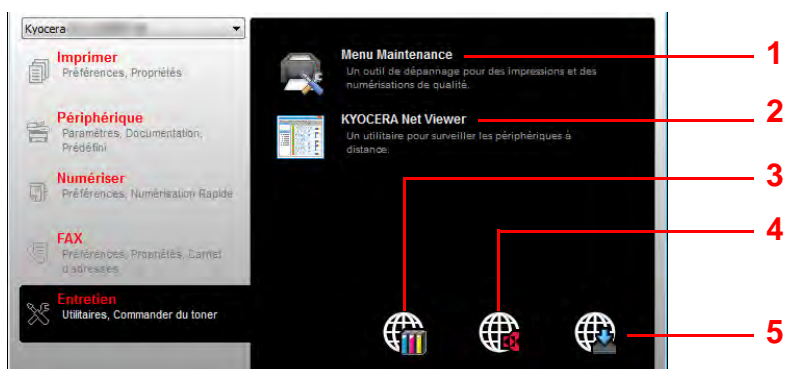 Kyocera
Imprimer
Préférences, Propriétés
Périphérique
Paramètres, Documentation,
Prédéfini
Numériser
Préférences, Numérisation Rapide
FAX
Préférences, Propriétés, Carnet
d'adresses
Entretien
Utilitaires, Commander du toner
Menu Maintenance
Un outil de dépannage pour des impressions et des
numérisations de qualité.
KYOCERA Net Viewer
Un utilitaire pour surveiller les périphériques à
distance.
1
2
3
4
5